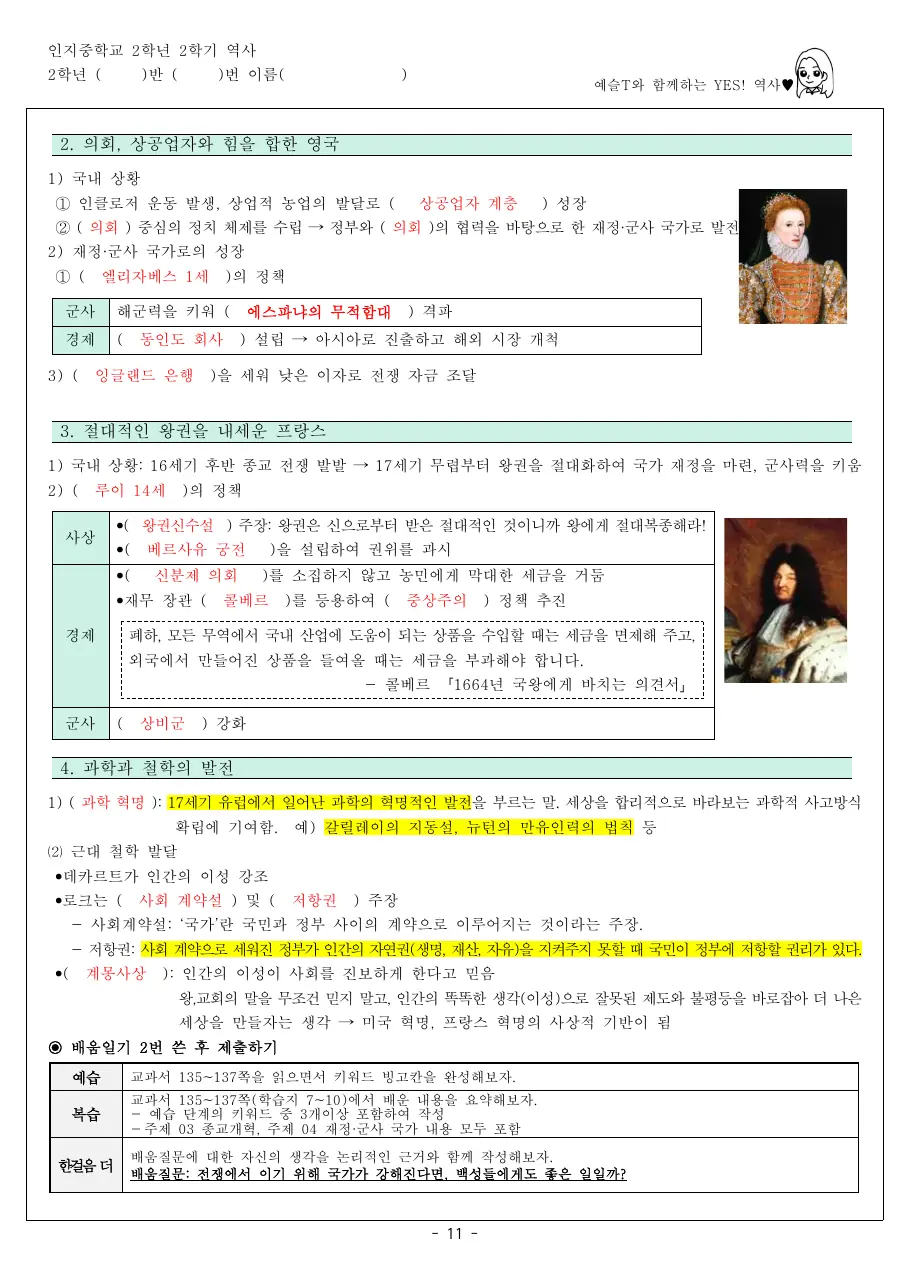 인지중학교 2학년 2학기 역사
2학년 (     )반 (     )번 이름(              )
예슬T와 함께하는 YES! 역사♥
2. 의회, 상공업자와 힘을 합한 영국
1) 국내 상황
① 인클로저 운동 발생, 상업적 농업의 발달로 (   상공업자 계층   ) 성장
② ( 의회 ) 중심의 정치 체제를 수립 → 정부와 ( 의회 )의 협력을 바탕으로 한 재정·군사 국가로 발전
2) 재정·군사 국가로의 성장
① (  엘리자베스 1세  )의 정책
군사 해군력을 키워 (  에스파냐의 무적함대  ) 격파
경제 (  동인도 회사  ) 설립 → 아시아로 진출하고 해외 시장 개척
3) (  잉글랜드 은행  )을 세워 낮은 이자로 전쟁 자금 조달
3. 절대적인 왕권을 내세운 프랑스
1) 국내 상황: 16세기 후반 종교 전쟁 발발 → 17세기 무렵부터 왕권을 절대화하여 국가 재정을 마련, 군사력을 키움
2) (  루이 14세  )의 정책
사상
•(  왕권신수설  ) 주장: 왕권은 신으로부터 받은 절대적인 것이니까 왕에게 절대복종해라!
•(  베르사유 궁전   )을 설립하여 권위를 과시
경제
•(   신분제 의회   )를 소집하지 않고 농민에게 막대한 세금을 거둠
•재무 장관 (  콜베르  )를 등용하여 (  중상주의  ) 정책 추진
폐하, 모든 무역에서 국내 산업에 도움이 되는 상품을 수입할 때는 세금을 면제해 주고,
외국에서 만들어진 상품을 들여올 때는 세금을 부과해야 합니다.
- 콜베르 「1664년 국왕에게 바치는 의견서」
군사 (  상비군  ) 강화
4. 과학과 철학의 발전
1) ( 과학 혁명 ): 17세기 유럽에서 일어난 과학의 혁명적인 발전을 부르는 말. 세상을 합리적으로 바라보는 과학적 사고방식
확립에 기여함.  예) 갈릴레이의 지동설, 뉴턴의 만유인력의 법칙 등
⑵ 근대 철학 발달
•데카르트가 인간의 이성 강조
•로크는 (  사회 계약설 ) 및 (  저항권  ) 주장
- 사회계약설: ‘국가’란 국민과 정부 사이의 계약으로 이루어지는 것이라는 주장.
- 저항권: 사회 계약으로 세워진 정부가 인간의 자연권(생명, 재산, 자유)을 지켜주지 못할 때 국민이 정부에 저항할 권리가 있다.
•(  계몽사상  ): 인간의 이성이 사회를 진보하게 한다고 믿음
왕,교회의 말을 무조건 믿지 말고, 인간의 똑똑한 생각(이성)으로 잘못된 제도와 불평등을 바로잡아 더 나은
세상을 만들자는 생각 → 미국 혁명, 프랑스 혁명의 사상적 기반이 됨
◉ 배움일기 2번 쓴 후 제출하기
예습 교과서 135~137쪽을 읽으면서 키워드 빙고칸을 완성해보자.
복습
교과서 135~137쪽(학습지 7~10)에서 배운 내용을 요약해보자.
- 예습 단계의 키워드 중 3개이상 포함하여 작성
- 주제 03 종교개혁, 주제 04 재정·군사 국가 내용 모두 포함
한걸음 더
배움질문에 대한 자신의 생각을 논리적인 근거와 함께 작성해보자.
배움질문: 전쟁에서 이기 위해 국가가 강해진다면, 백성들에게도 좋은 일일까?
- 11 -